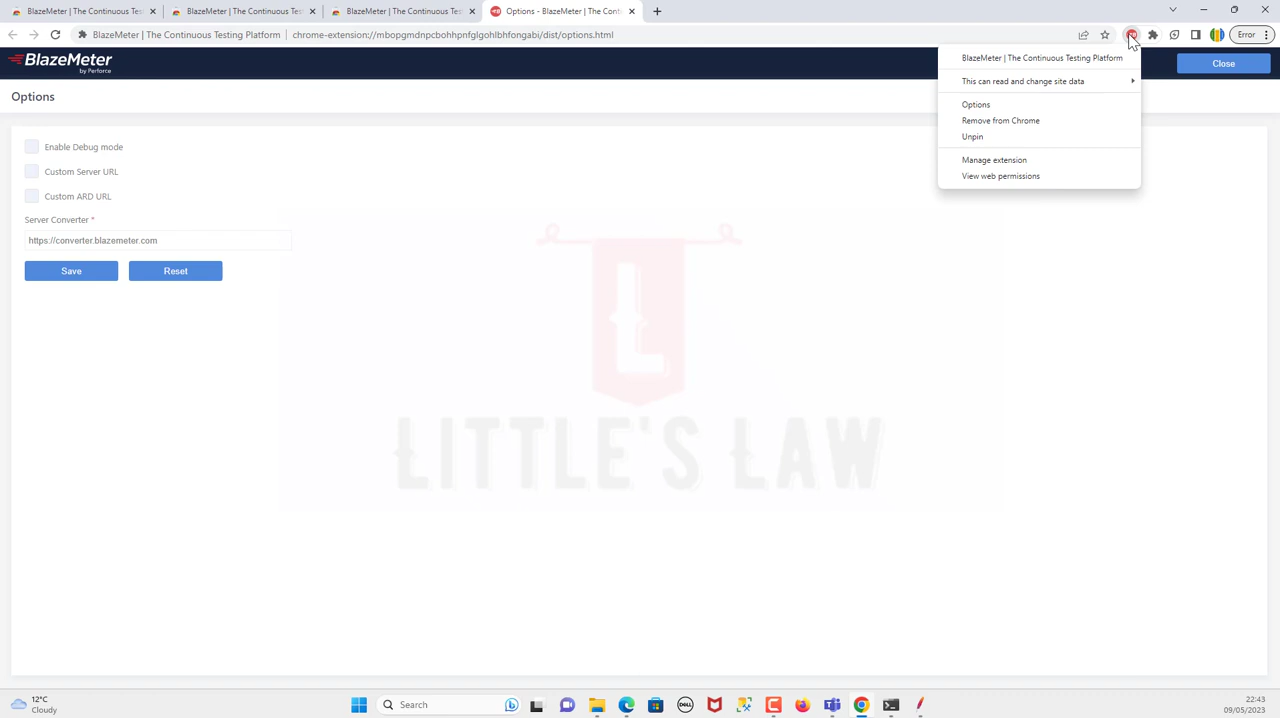 BlazeMeter | The Continuous Testi
BlazeMeter | The Continuous Tes
BlazeMeter | The Continuous Tes
Options - BlazeMeter | The Conti
BlazeMeter | The Continuous Testing Platform
chrome-extension://mbopgmdnpcbohhpnfglgohlbhfongabi/dist/options.html
Error
BlazeMeter
by Perforce
Close
Options
BlazeMeter | The Continuous Testing Platform
This can read and change site data
Options
Remove from Chrome
Unpin
Manage extension
View web permissions
Enable Debug mode
Custom Server URL
Custom ARD URL
Server Converter *
https://converter.blazemeter.com
Save
Reset
L
LITTLE'S LAW
12°C
Cloudy
Search
DELL
22:43
09/05/2023